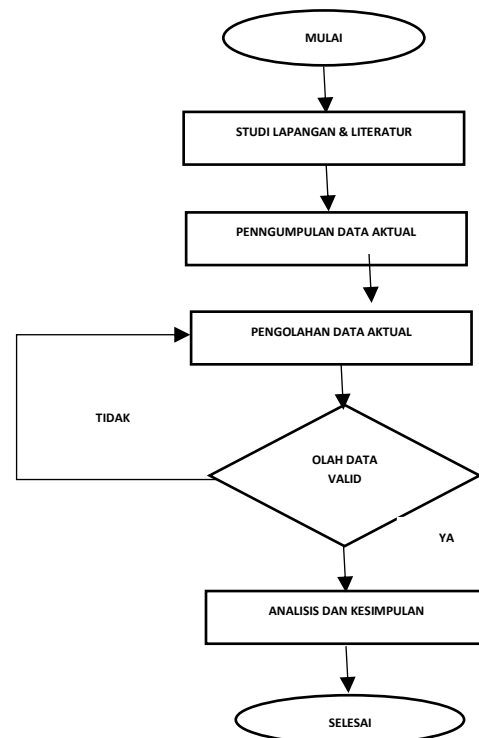 MULAI
STUDI LAPANGAN & LITERATUR
PENNGUMPULAN DATA AKTUAL
PENGOLAHAN DATA AKTUAL
TIDAK
OLAH DATA
VALID
YA
ANALISIS DAN KESIMPULAN
SELESAI